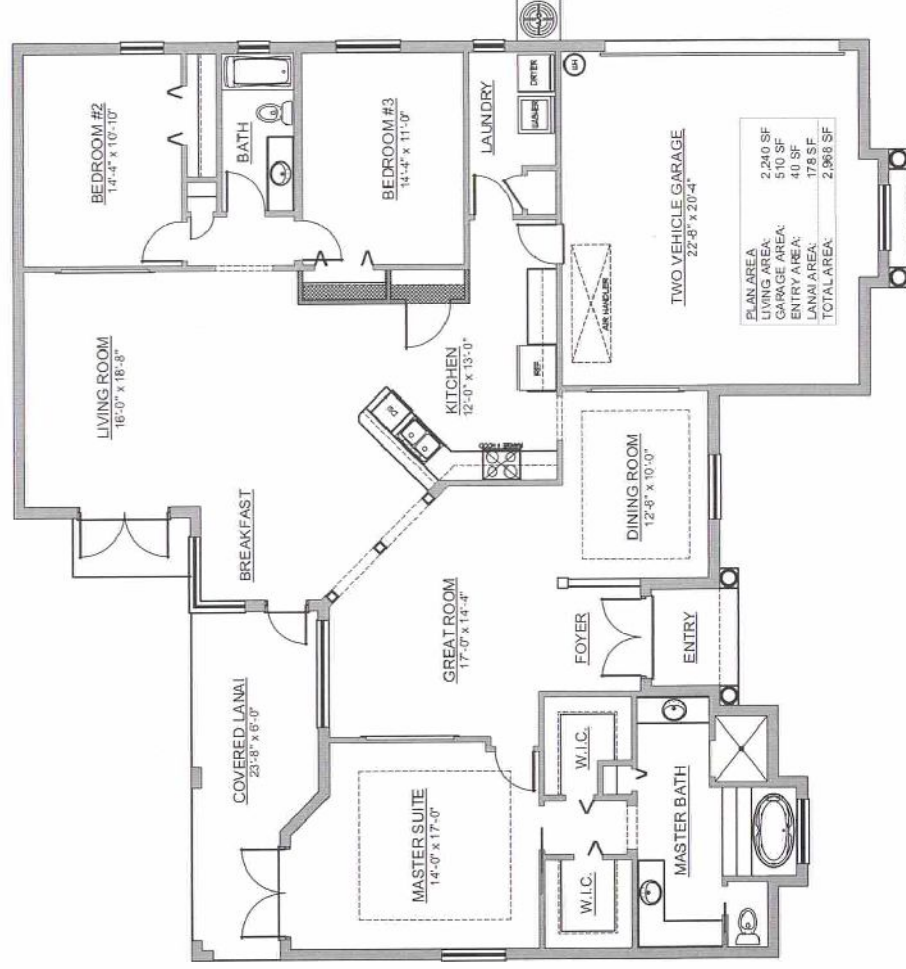 COVERED LANAI
23'-8" x 6'-0"
BREAKFAST
LIVING ROOM
16'-0" x 18'-8"
BEDROOM #2
14'-4" x 10'-10"
BATH
BEDROOM #3
14'-4" x 11'-0"
LAUNDRY
WASHER
DRYER
WH
MASTER SUITE
14'-0" x 17'-0"
GREAT ROOM
17'-0" x 14'-4"
KITCHEN
12'-0" x 13'-0"
DW
RANGE / HOOD
REF.
W.I.C.
W.I.C.
MASTER BATH
FOYER
ENTRY
DINING ROOM
12'-8" x 10'-0"
AIR HANDLER
TWO VEHICLE GARAGE
22'-8" x 20'-4"
PLAN AREA
LIVING AREA: 2,240 SF
GARAGE AREA: 510 SF
ENTRY AREA: 40 SF
LANAI AREA: 178 SF
TOTAL AREA: 2,968 SF